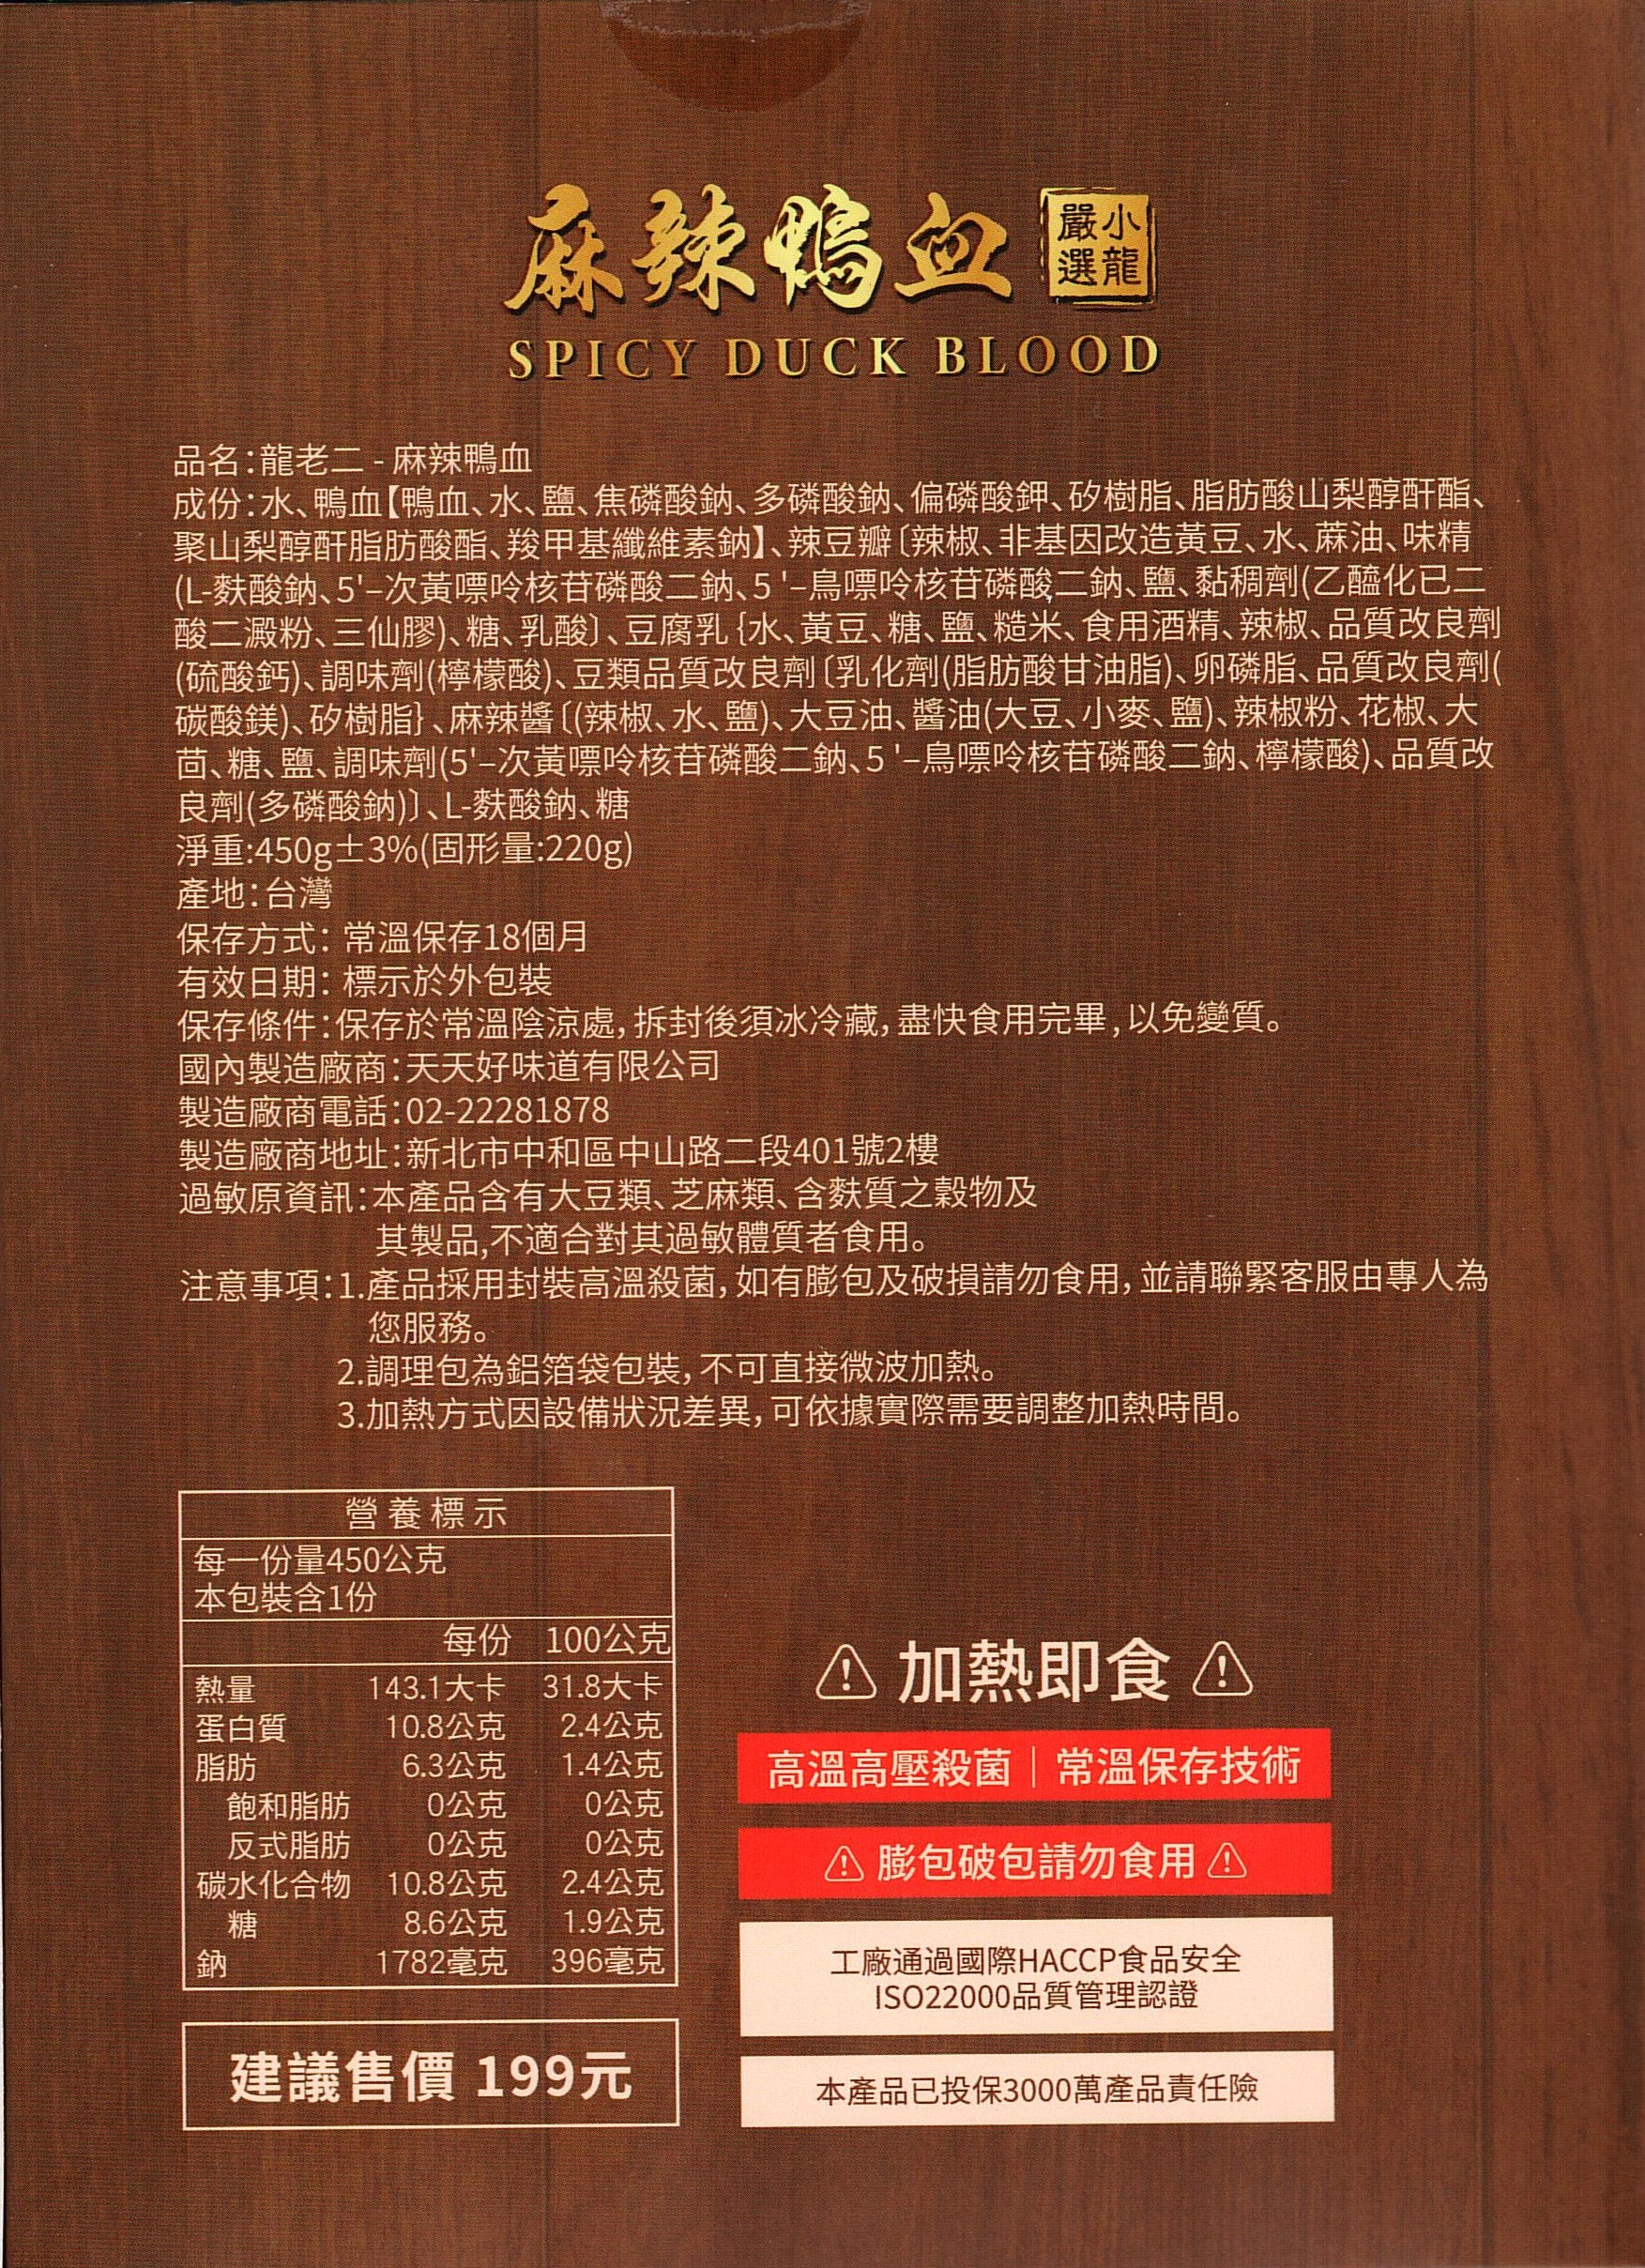 麻辣鴨血 小龍嚴選
SPICY DUCK BLOOD
品名：龍老二 - 麻辣鴨血
成份：水、鴨血【鴨血、水、鹽、焦磷酸鈉、多磷酸鈉、偏磷酸鉀、矽樹脂、脂肪酸山梨醇酐酯、
聚山梨醇酐脂肪酸酯、羧甲基纖維素鈉】、辣豆瓣〔辣椒、非基因改造黃豆、水、蔴油、味精
(L-麩酸鈉、5'–次黃嘌呤核苷磷酸二鈉、5 '–鳥嘌呤核苷磷酸二鈉、鹽、黏稠劑(乙醯化已二
酸二澱粉、三仙膠)、糖、乳酸〕、豆腐乳{水、黃豆、糖、鹽、糙米、食用酒精、辣椒、品質改良劑
(硫酸鈣)、調味劑(檸檬酸)、豆類品質改良劑〔乳化劑(脂肪酸甘油脂)、卵磷脂、品質改良劑(
碳酸鎂)、矽樹脂}、麻辣醬〔(辣椒、水、鹽)、大豆油、醬油(大豆、小麥、鹽)、辣椒粉、花椒、大
茴、糖、鹽、調味劑(5'–次黃嘌呤核苷磷酸二鈉、5 '–鳥嘌呤核苷磷酸二鈉、檸檬酸)、品質改
良劑(多磷酸鈉)〕、L-麩酸鈉、糖
淨重:450g±3%(固形量:220g)
產地：台灣
保存方式：常溫保存18個月
有效日期：標示於外包裝
保存條件：保存於常溫陰涼處，拆封後須冰冷藏，盡快食用完畢，以免變質。
國內製造廠商：天天好味道有限公司
製造廠商電話：02-22281878
製造廠商地址：新北市中和區中山路二段401號2樓
過敏原資訊：本產品含有大豆類、芝麻類、含麩質之穀物及
其製品,不適合對其過敏體質者食用。
注意事項：1.產品採用封裝高溫殺菌，如有膨包及破損請勿食用，並請聯緊客服由專人為
您服務。
2.調理包為鋁箔袋包裝，不可直接微波加熱。
3.加熱方式因設備狀況差異，可依據實際需要調整加熱時間。
營養標示
每一份量450公克
本包裝含1份
每份 100公克
熱量 143.1大卡 31.8大卡
蛋白質 10.8公克 2.4公克
脂肪 6.3公克 1.4公克
飽和脂肪 0公克 0公克
反式脂肪 0公克 0公克
碳水化合物 10.8公克 2.4公克
糖 8.6公克 1.9公克
鈉 1782毫克 396毫克
建議售價 199元
加熱即食
高溫高壓殺菌｜常溫保存技術
膨包破包請勿食用
工廠通過國際HACCP食品安全
ISO22000品質管理認證
本產品已投保3000萬產品責任險